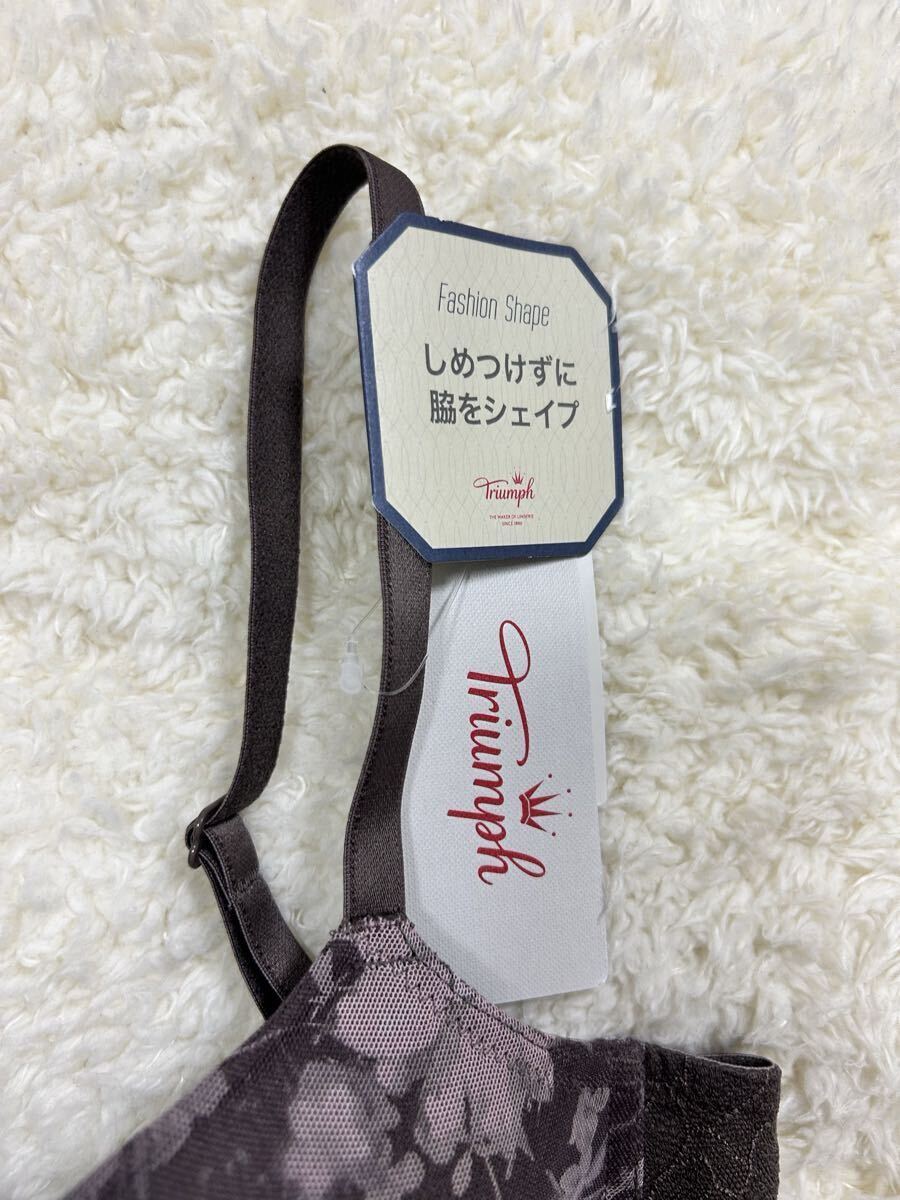 Fashion Shape
しめつけずに
脇をシェイプ
Triumph
THE MAKER OF LINGERIE
SINCE 1886
Triumph